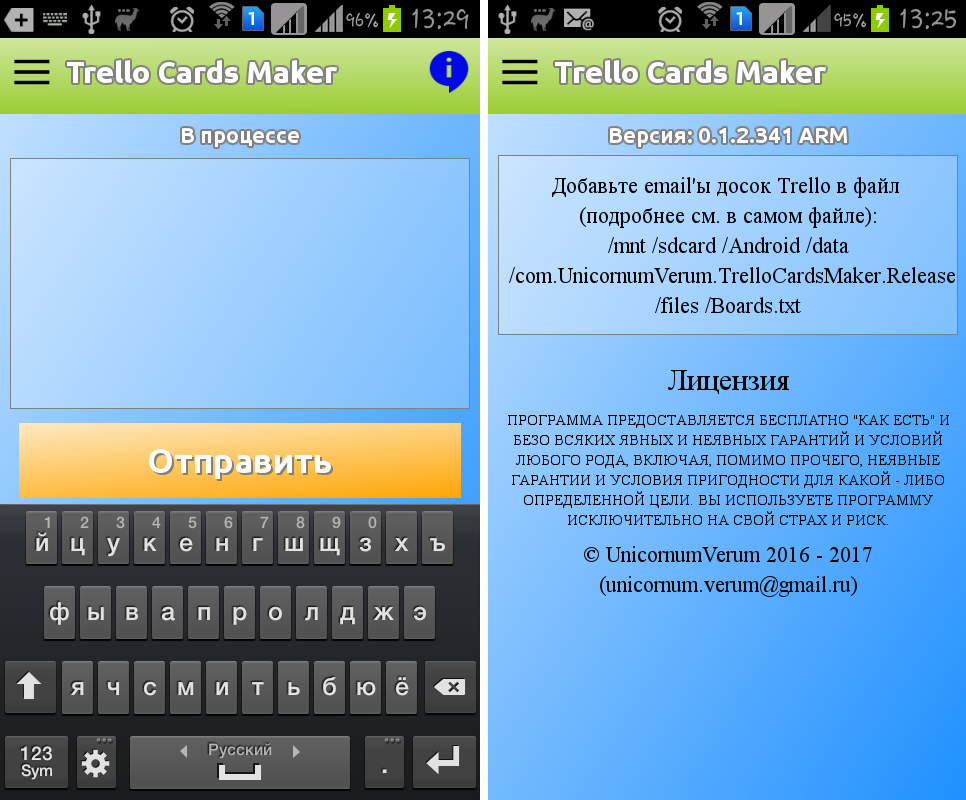 1 96% 13:29
Trello Cards Maker
i
В процессе
Отправить
1 2 3 4 5 6 7 8 9 0
й ц у к е н г ш щ з х ъ
ф ы в а п р о л д ж э
я ч с м и т ь б ю ё
123 Русский .
Sym
1 95% 13:25
Trello Cards Maker
Версия: 0.1.2.341 ARM
Добавьте email'ы досок Trello в файл
(подробнее см. в самом файле):
/mnt /sdcard /Android /data
/com.UnicornumVerum.TrelloCardsMaker.Release
/files /Boards.txt
Лицензия
ПРОГРАММА ПРЕДОСТАВЛЯЕТСЯ БЕСПЛАТНО "КАК ЕСТЬ" И
БЕЗО ВСЯКИХ ЯВНЫХ И НЕЯВНЫХ ГАРАНТИЙ И УСЛОВИЙ
ЛЮБОГО РОДА, ВКЛЮЧАЯ, ПОМИМО ПРОЧЕГО, НЕЯВНЫЕ
ГАРАНТИИ И УСЛОВИЯ ПРИГОДНОСТИ ДЛЯ КАКОЙ - ЛИБО
ОПРЕДЕЛЕННОЙ ЦЕЛИ. ВЫ ИСПОЛЬЗУЕТЕ ПРОГРАММУ
ИСКЛЮЧИТЕЛЬНО НА СВОЙ СТРАХ И РИСК.
© UnicornumVerum 2016 - 2017
(unicornum.verum@gmail.ru)